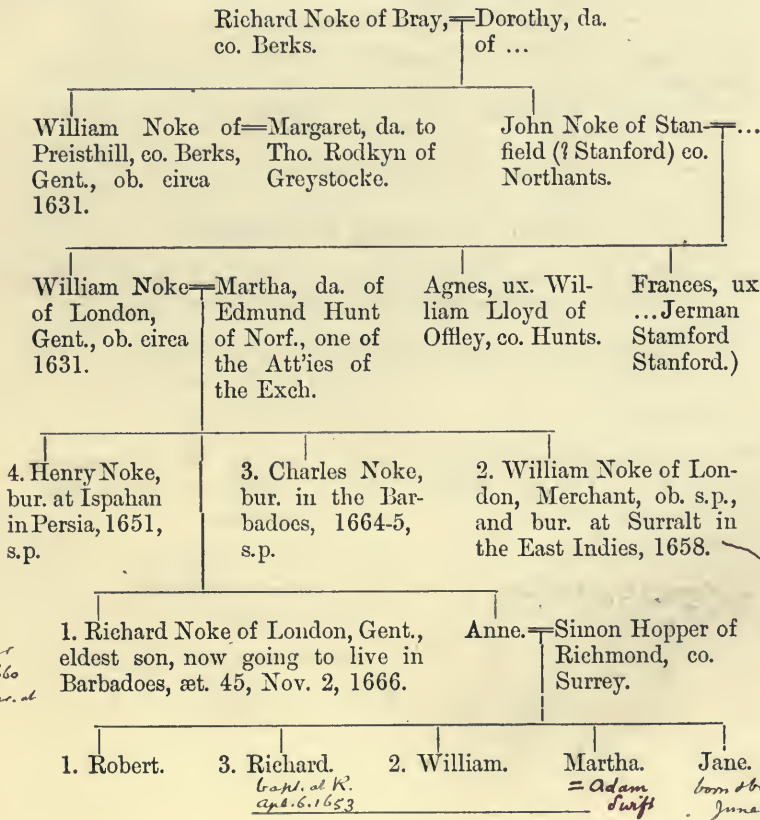 Richard Noke of Bray,
co. Berks.
Dorothy, da.
of ...
William Noke of
Preisthill, co. Berks,
Gent., ob. circa
1631.
Margaret, da. to
Tho. Rodkyn of
Greystocke.
John Noke of Stan-
field (? Stanford) co.
Northants.
...
William Noke
of London,
Gent., ob. circa
1631.
Martha, da. of
Edmund Hunt
of Norf., one of
the Att'ies of
the Exch.
Agnes, ux. Wil-
liam Lloyd of
Offley, co. Hunts.
Frances, ux
...Jerman
Stamford
Stanford.)
4. Henry Noke,
bur. at Ispahan
in Persia, 1651,
s.p.
3. Charles Noke,
bur. in the Bar-
badoes, 1664-5,
s.p.
2. William Noke of Lon-
don, Merchant, ob. s.p.,
and bur. at Surralt in
the East Indies, 1658.
1. Richard Noke of London, Gent.,
eldest son, now going to live in
Barbadoes, æt. 45, Nov. 2, 1666.
Anne.
Simon Hopper of
Richmond, co.
Surrey.
1. Robert.
3. Richard.
bapt. at R.
Apl. 6. 1653
2. William.
Martha.
= Adam
Swift
Jane.
born &
June